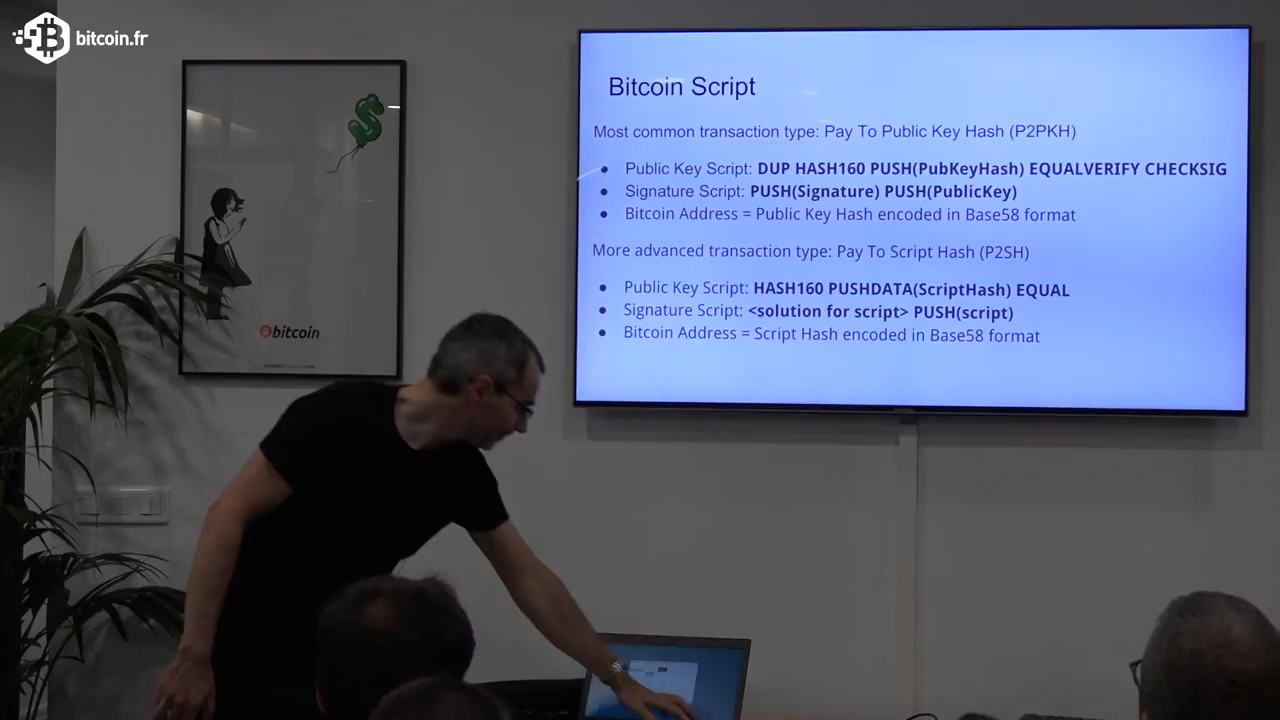 bitcoin.fr
bitcoin
Bitcoin Script
Most common transaction type: Pay To Public Key Hash (P2PKH)
• Public Key Script: DUP HASH160 PUSH(PubKeyHash) EQUALVERIFY CHECKSIG
• Signature Script: PUSH(Signature) PUSH(PublicKey)
• Bitcoin Address = Public Key Hash encoded in Base58 format
More advanced transaction type: Pay To Script Hash (P2SH)
• Public Key Script: HASH160 PUSHDATA(ScriptHash) EQUAL
• Signature Script: <solution for script> PUSH(script)
• Bitcoin Address = Script Hash encoded in Base58 format